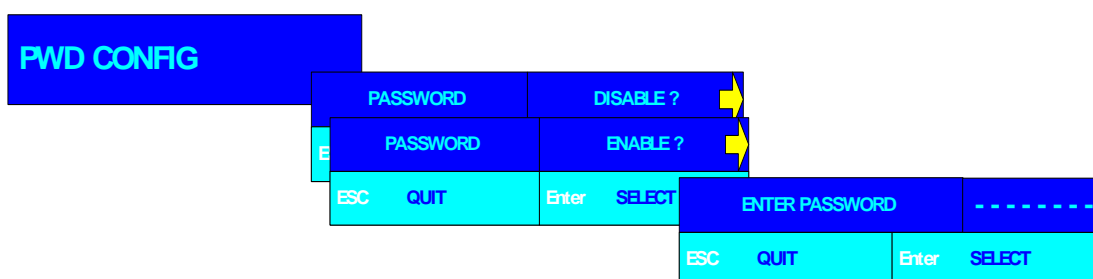 PWD CONFIG
PASSWORD DISABLE ?
PASSWORD ENABLE ?
ESC QUIT Enter SELECT
ENTER PASSWORD - - - - - - - -
ESC QUIT Enter SELECT